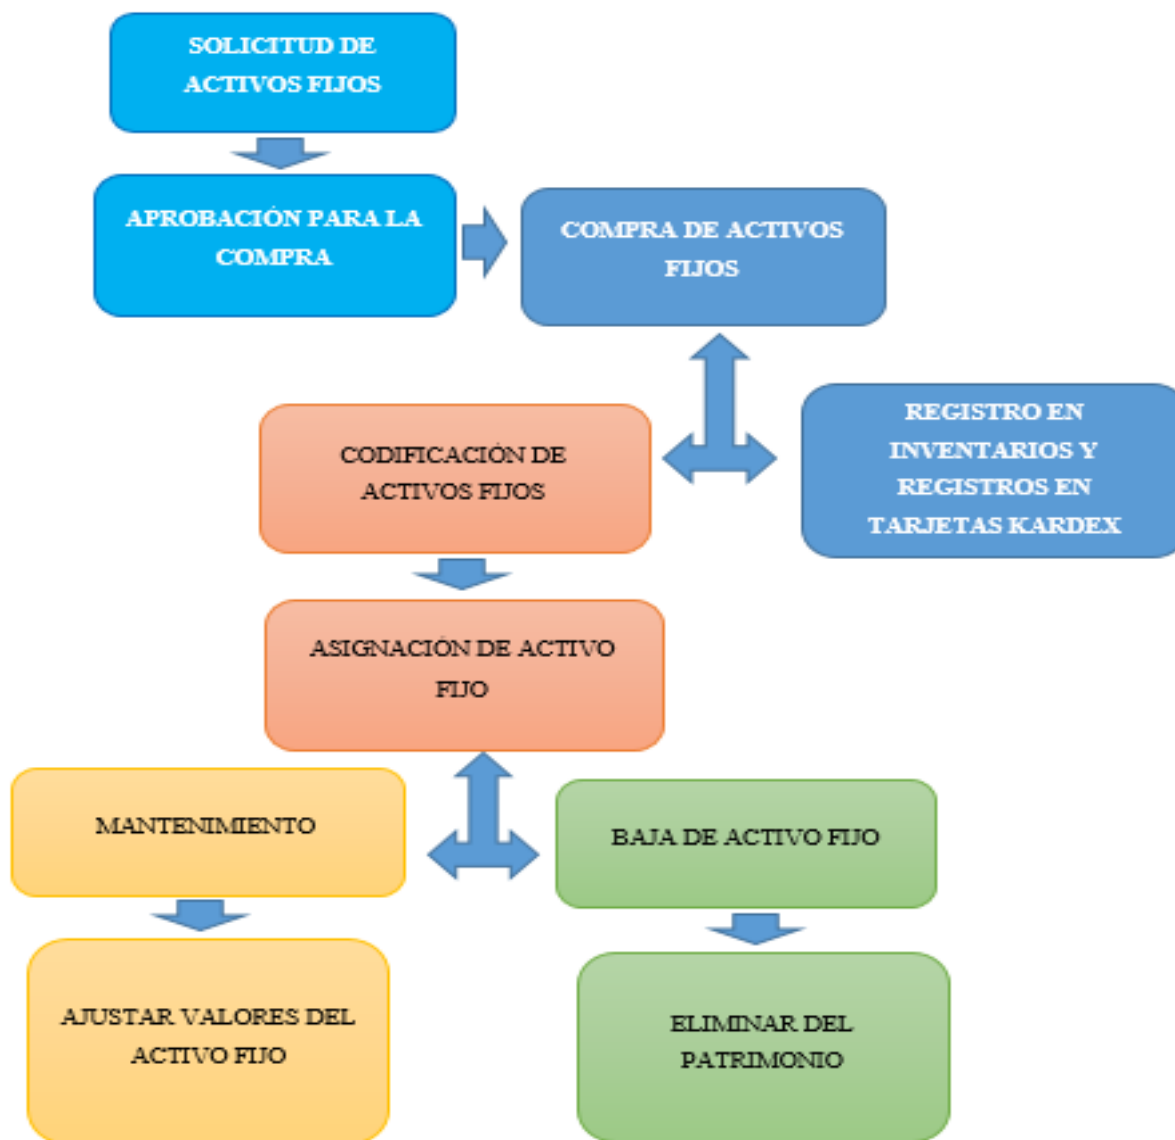 SOLICITUD DE
ACTIVOS FIJOS
APROBACIÓN PARA LA
COMPRA
COMPRA DE ACTIVOS
FIJOS
CODIFICACIÓN DE
ACTIVOS FIJOS
REGISTRO EN
INVENTARIOS Y
REGISTROS EN
TARJETAS KARDEX
ASIGNACIÓN DE ACTIVO
FIJO
MANTENIMIENTO
BAJA DE ACTIVO FIJO
AJUSTAR VALORES DEL
ACTIVO FIJO
ELIMINAR DEL
PATRIMONIO